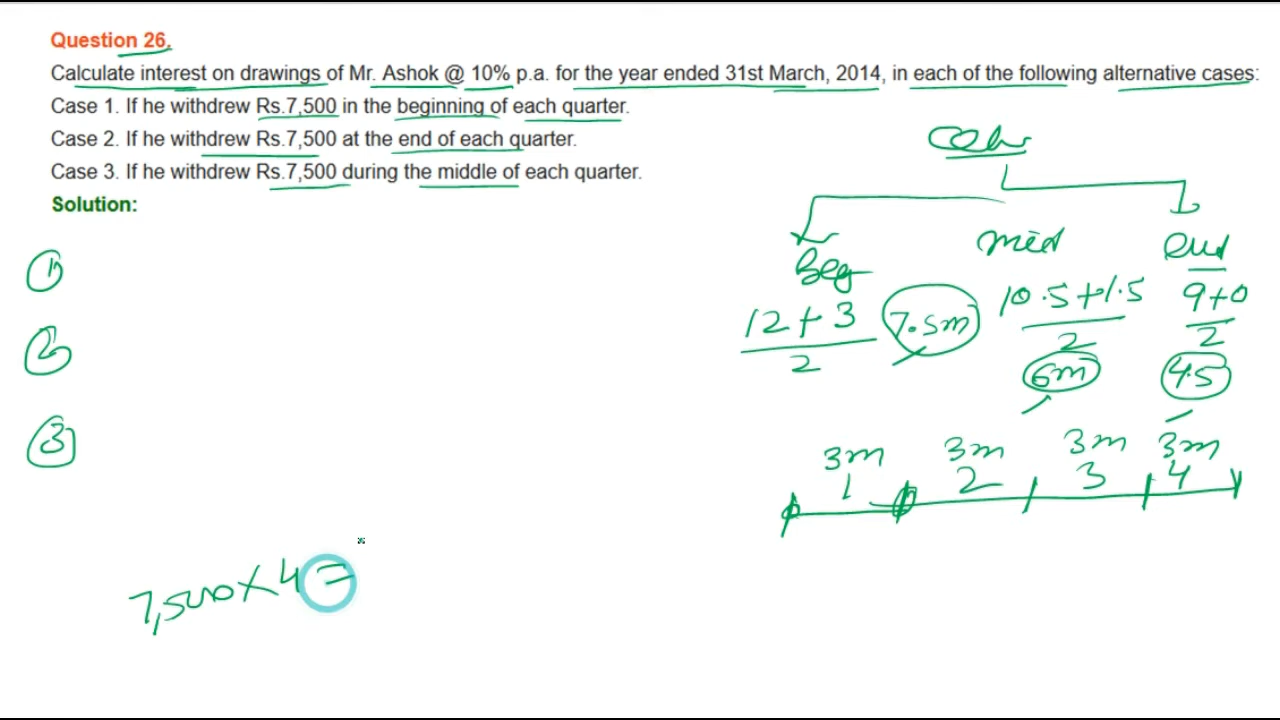 Question 26.
Calculate interest on drawings of Mr. Ashok @ 10% p.a. for the year ended 31st March, 2014, in each of the following alternative cases:
Case 1. If he withdrew Rs.7,500 in the beginning of each quarter.
Case 2. If he withdrew Rs.7,500 at the end of each quarter.
Case 3. If he withdrew Rs.7,500 during the middle of each quarter.
Solution:
Beg mid end
12+3 7.5m 10.5+1.5 9+0
2 2 2
6m 4.5
3m 3m 3m 3m
1 2 3 4
1
2
3
7,500×4=